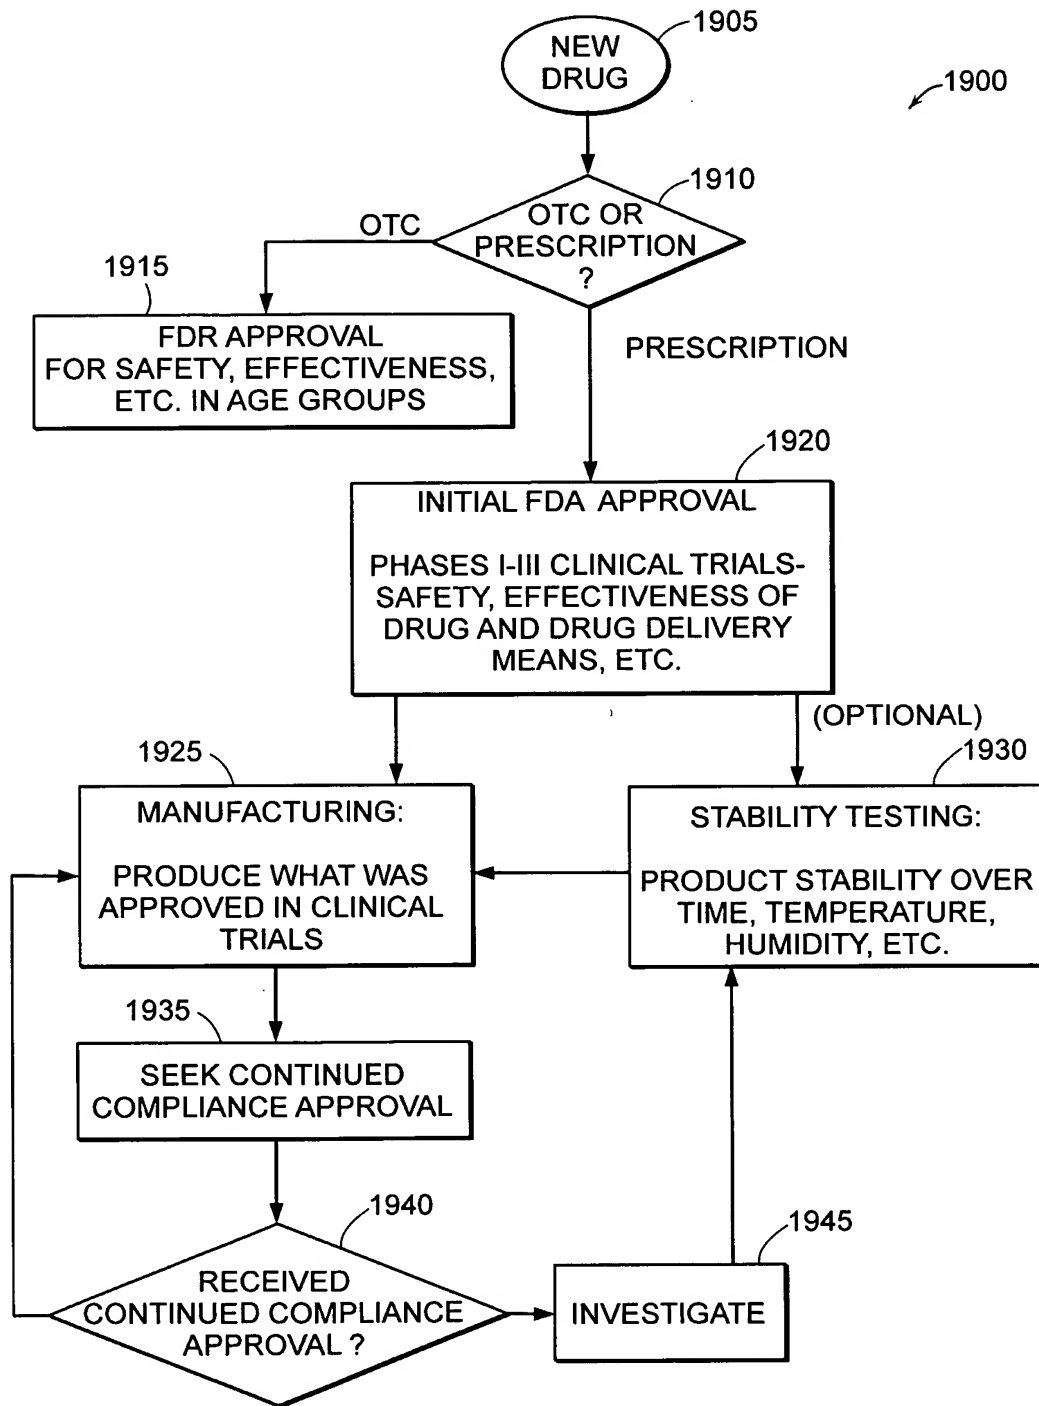 1905
NEW
DRUG
1900
1910
OTC OR
PRESCRIPTION
?
OTC
1915
FDR APPROVAL
FOR SAFETY, EFFECTIVENESS,
ETC. IN AGE GROUPS
PRESCRIPTION
1920
INITIAL FDA APPROVAL
PHASES I-III CLINICAL TRIALS-
SAFETY, EFFECTIVENESS OF
DRUG AND DRUG DELIVERY
MEANS, ETC.
(OPTIONAL)
1925
MANUFACTURING:
PRODUCE WHAT WAS
APPROVED IN CLINICAL
TRIALS
1930
STABILITY TESTING:
PRODUCT STABILITY OVER
TIME, TEMPERATURE,
HUMIDITY, ETC.
1935
SEEK CONTINUED
COMPLIANCE APPROVAL
1940
RECEIVED
CONTINUED COMPLIANCE
APPROVAL ?
1945
INVESTIGATE